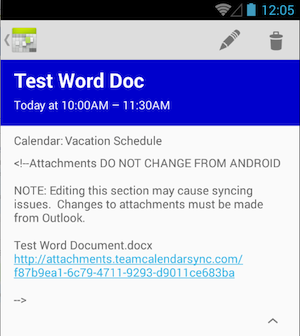 12:05
Test Word Doc
Today at 10:00AM – 11:30AM
Calendar: Vacation Schedule
<!--Attachments DO NOT CHANGE FROM ANDROID
NOTE: Editing this section may cause syncing
issues.  Changes to attachments must be made
from Outlook.
Test Word Document.docx
http://attachments.teamcalendarsync.com/
f87b9ea1-6c79-4711-9293-d9011ce683ba
-->